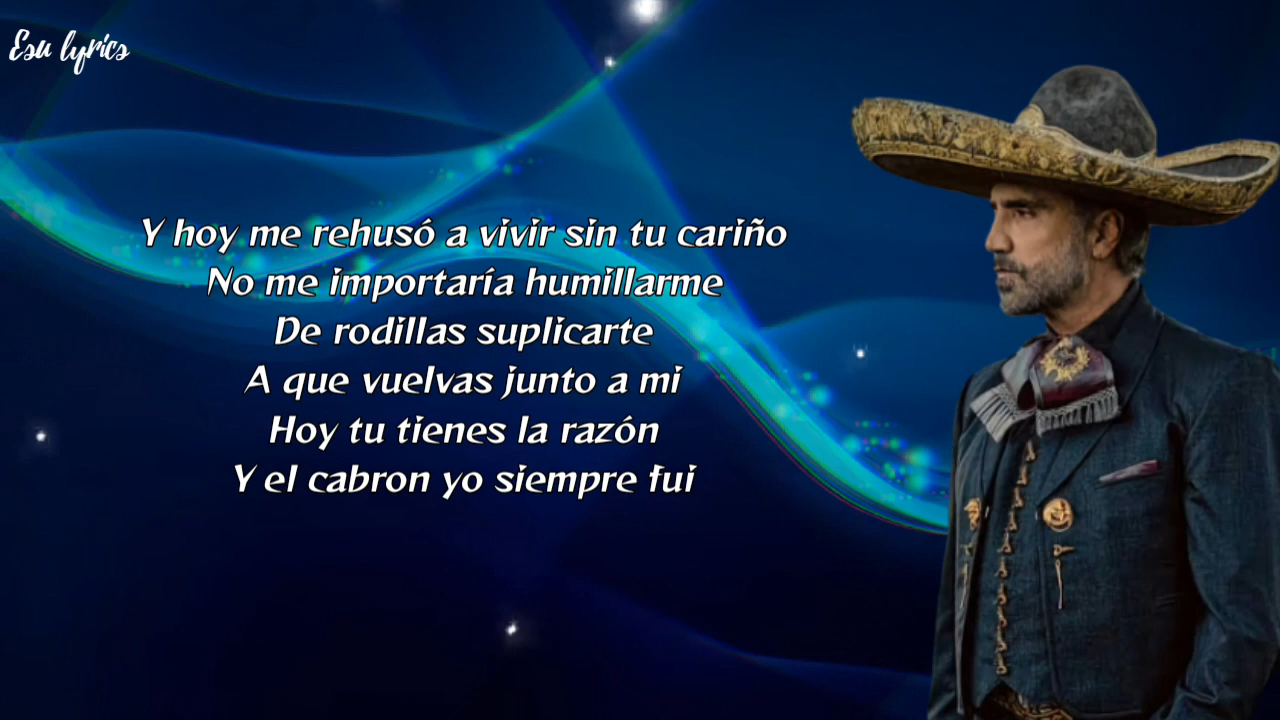 Esu lyrics
Y hoy me rehusó a vivir sin tu cariño
No me importaría humillarme
De rodillas suplicarte
A que vuelvas junto a mi
Hoy tu tienes la razón
Y el cabron yo siempre fui